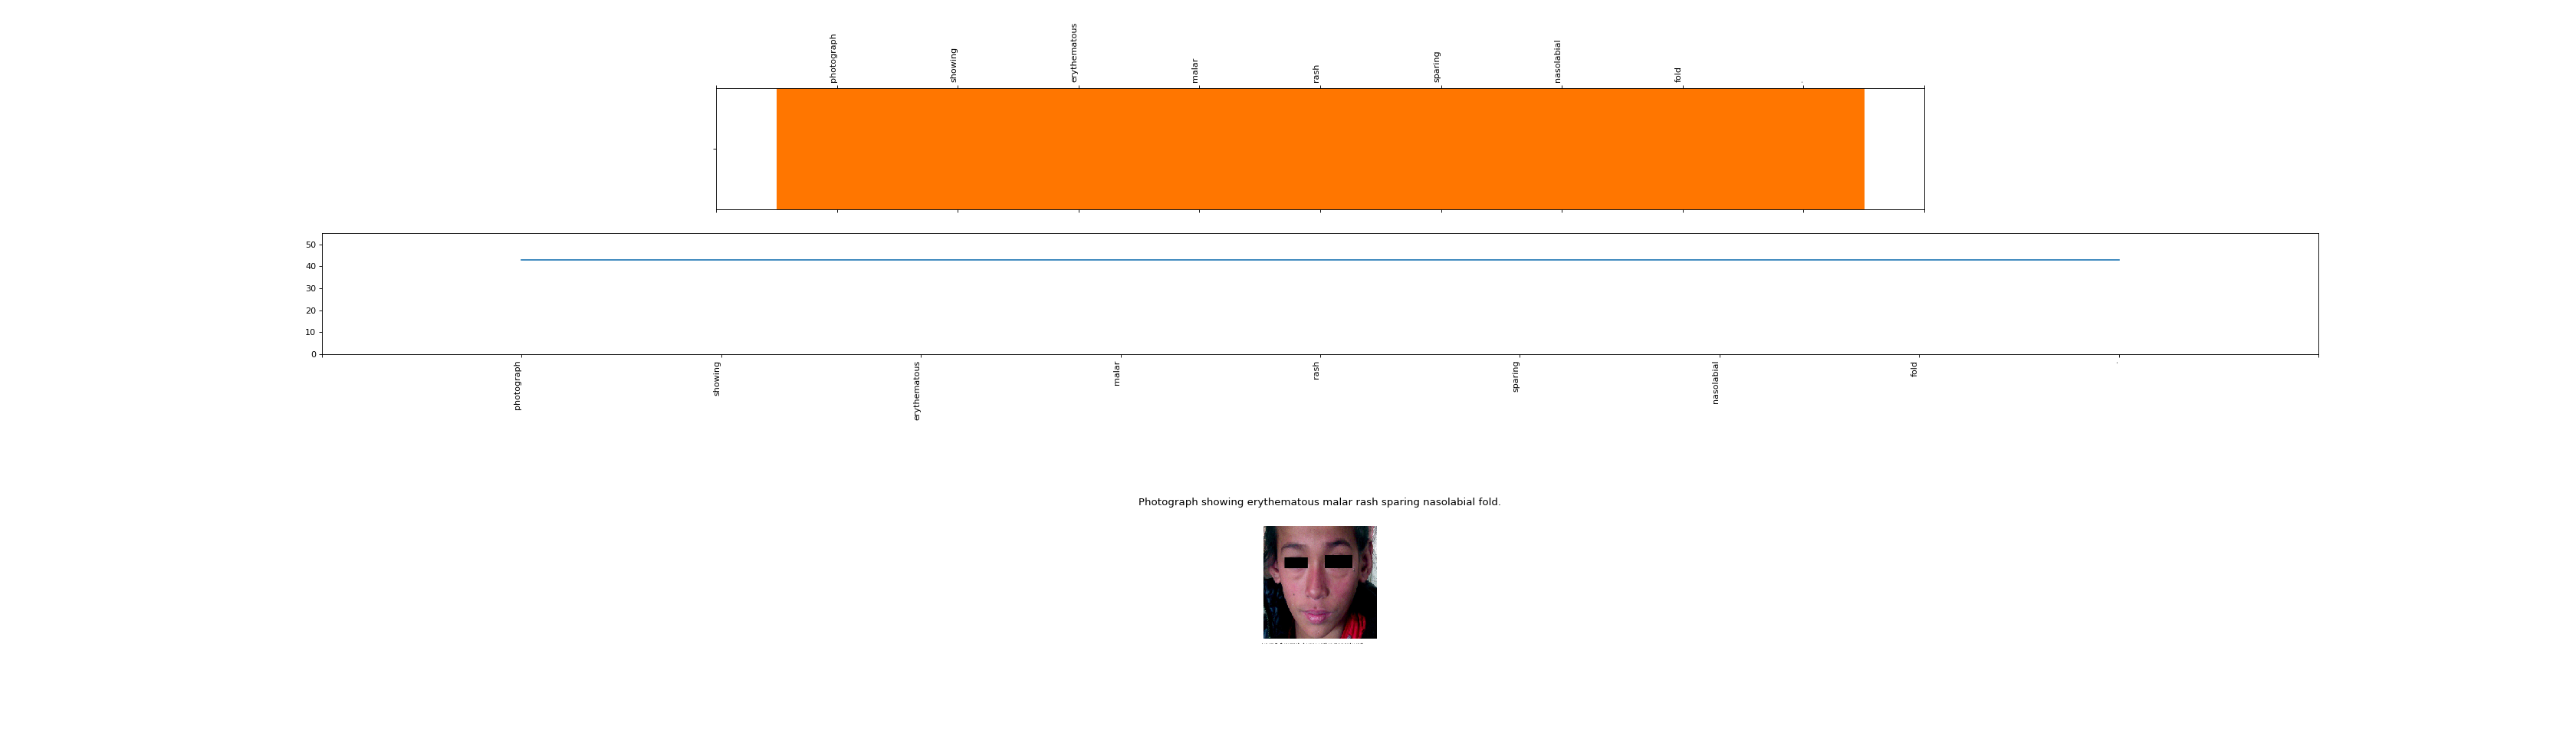 photograph
showing
erythematous
malar
rash
sparing
nasolabial
fold
.
50
40
30
20
10
0
photograph
showing
erythematous
malar
rash
sparing
nasolabial
fold
.
Photograph showing erythematous malar rash sparing nasolabial fold.